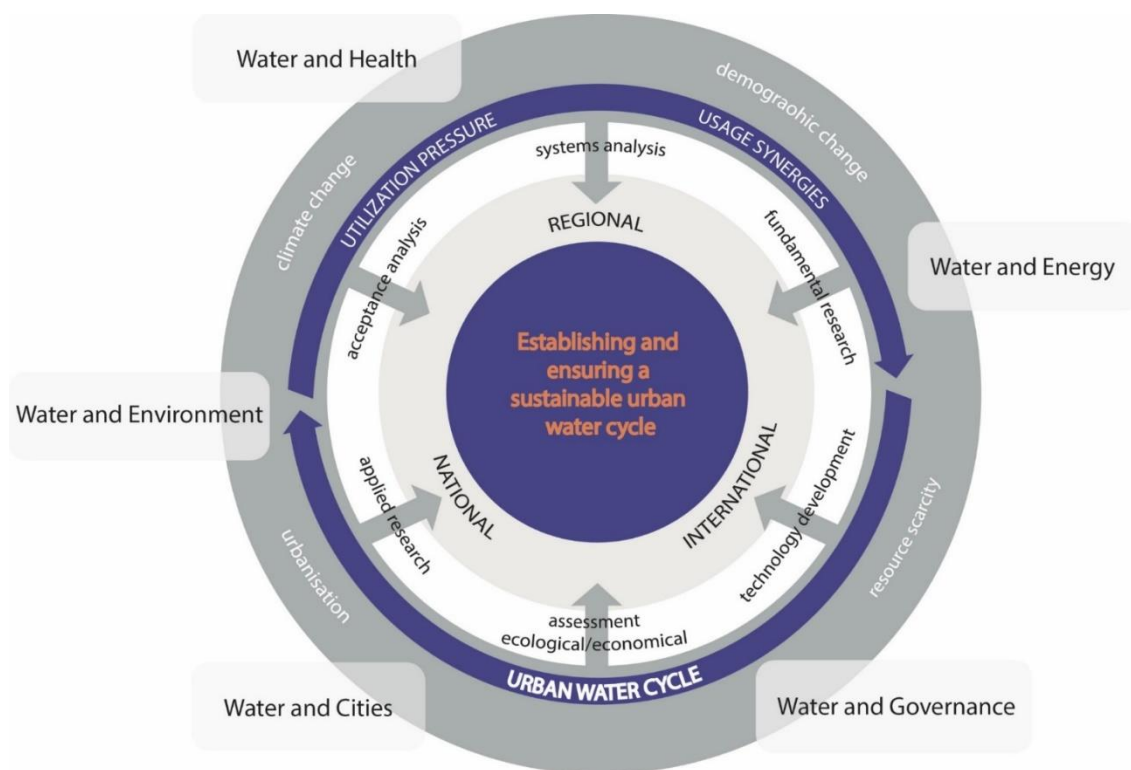 Water and Health
demograohic change
climate change
UTILIZATION PRESSURE
USAGE SYNERGIES
systems analysis
acceptance analysis
fundamental research
REGIONAL
Water and Energy
Establishing and
ensuring a
sustainable urban
water cycle
Water and Environment
NATIONAL
INTERNATIONAL
applied research
technology development
urbanisation
resource scarcity
assessment
ecological/economical
URBAN WATER CYCLE
Water and Cities
Water and Governance